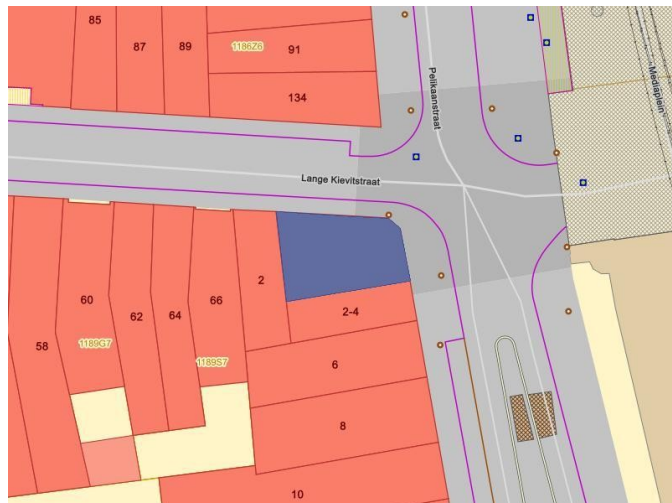 85
87
89
1186Z6
91
134
Pelikaanstraat
Mediaplein
Lange Kievitstraat
60
62
64
66
2
2-4
58
1189G7
1189S7
6
8
10